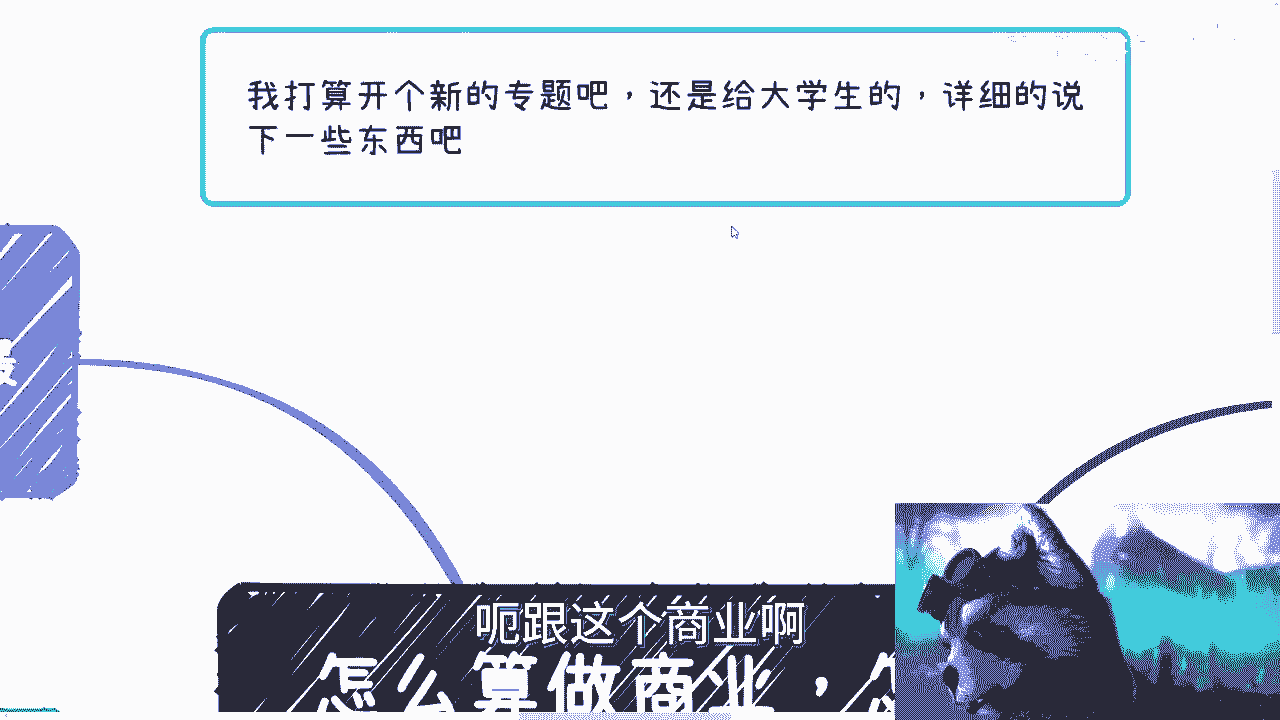 我打算开个新的专题吧，还是给大学生的，详细的说
下一些东西吧
呃跟这个商业啊
怎么算做商业，